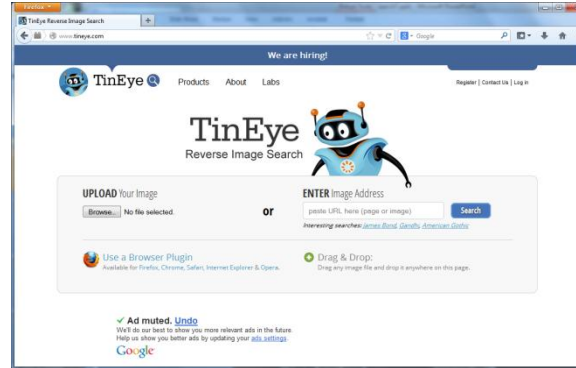 Firefox
TinEye Reverse Image Search
www.tineye.com
Google
We are hiring!
TinEye
Products About Labs
Register | Contact Us | Log in
TinEye
Reverse Image Search
UPLOAD Your Image
Browse... No file selected.
or
ENTER Image Address
paste URL here (page or image)
Search
Interesting searches: James Bond, Gandhi, American Gothic
Use a Browser Plugin
Available for Firefox, Chrome, Safari, Internet Explorer & Opera.
Drag & Drop:
Drag any image file and drop it anywhere on this page.
Ad muted. Undo
We'll do our best to show you more relevant ads in the future.
Help us show you better ads by updating your ads settings.
Google